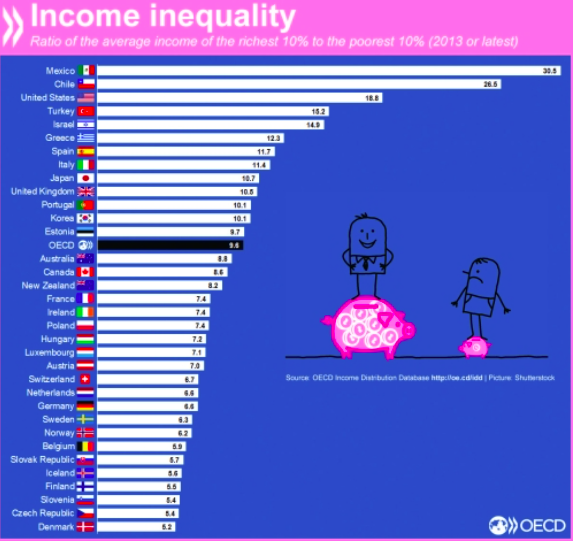 Income inequality
Ratio of the average income of the richest 10% to the poorest 10% (2013 or latest)
Mexico 30.5
Chile 26.5
United States 18.8
Turkey 15.2
Israel 14.9
Greece 12.3
Spain 11.7
Italy 11.4
Japan 10.7
United Kingdom 10.5
Portugal 10.1
Korea 10.1
Estonia 9.7
OECD 9.6
Australia 8.8
Canada 8.6
New Zealand 8.2
France 7.4
Ireland 7.4
Poland 7.4
Hungary 7.2
Luxembourg 7.1
Austria 7.0
Switzerland 6.7
Netherlands 6.6
Germany 6.6
Sweden 6.3
Norway 6.2
Belgium 5.9
Slovak Republic 5.7
Iceland 5.6
Finland 5.5
Slovenia 5.4
Czech Republic 5.4
Denmark 5.2
Source: OECD Income Distribution Database http://oe.cd/idd | Picture: Shutterstock
OECD